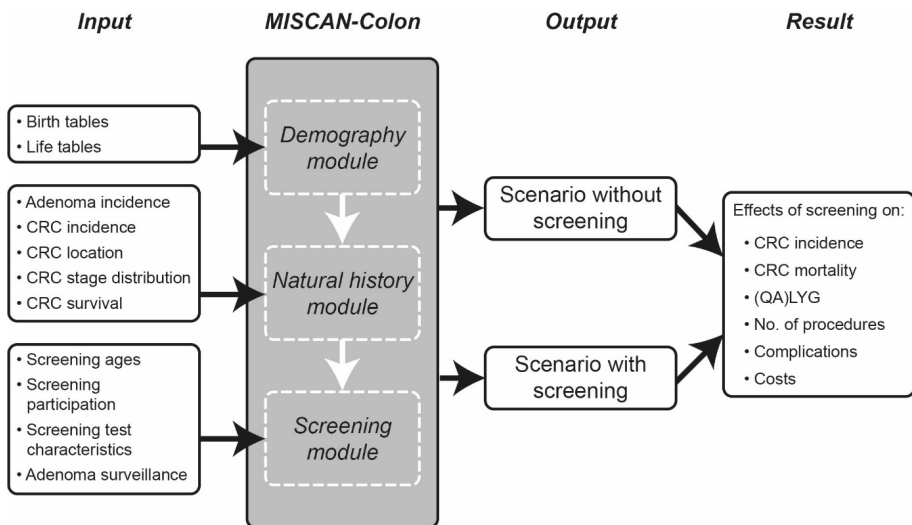 Input
MISCAN-Colon
Output
Result
• Birth tables
• Life tables
• Adenoma incidence
• CRC incidence
• CRC location
• CRC stage distribution
• CRC survival
• Screening ages
• Screening
participation
• Screening test
characteristics
• Adenoma surveillance
Demography
module
Natural history
module
Screening
module
Scenario without
screening
Scenario with
screening
Effects of screening on:
• CRC incidence
• CRC mortality
• (QA)LYG
• No. of procedures
• Complications
• Costs